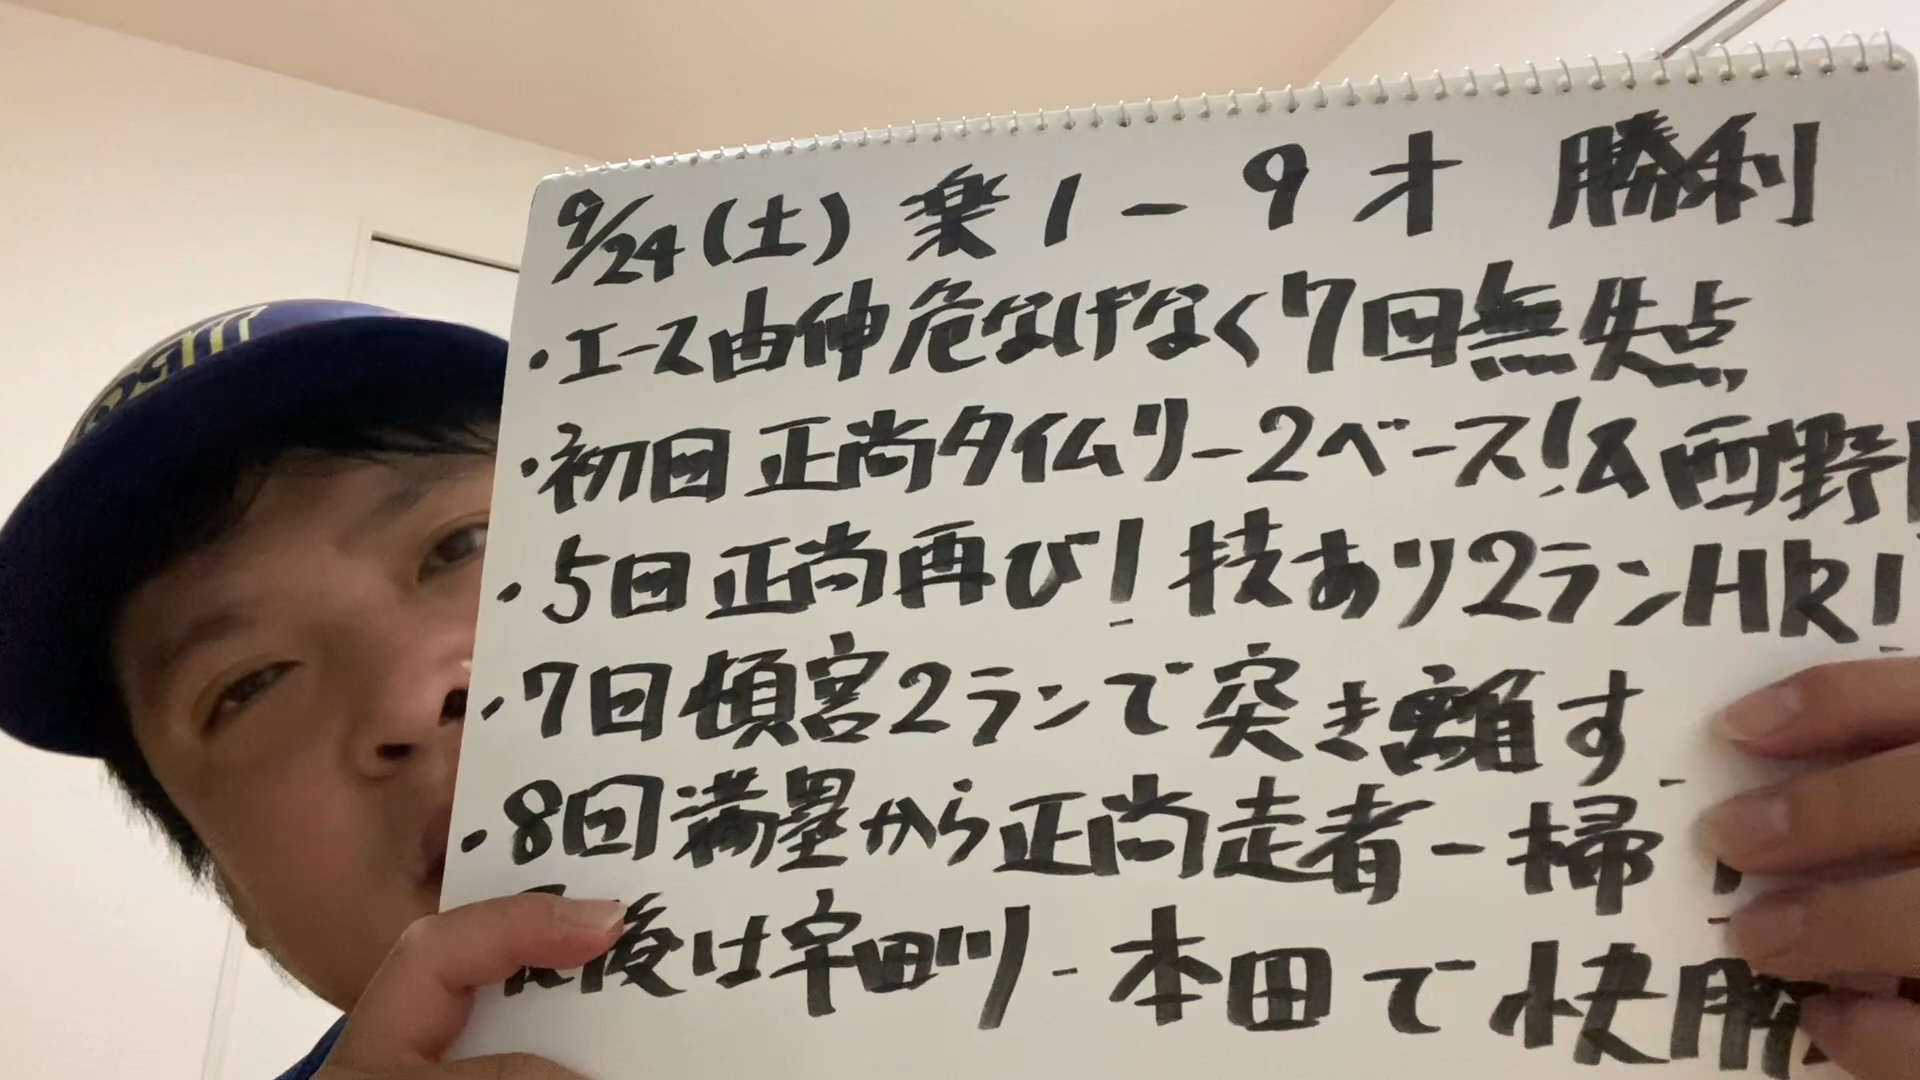 9/24(土) 楽1-9オ 勝利
・エース由伸危なげなく7回無失点
・初回正尚タイムリー2ベース!&西野
・5回正尚再び!技あり2ランHR!
・7回頓宮2ランで突き離す
・8回満塁から正尚走者一掃!
後は宇田川-本田で快勝